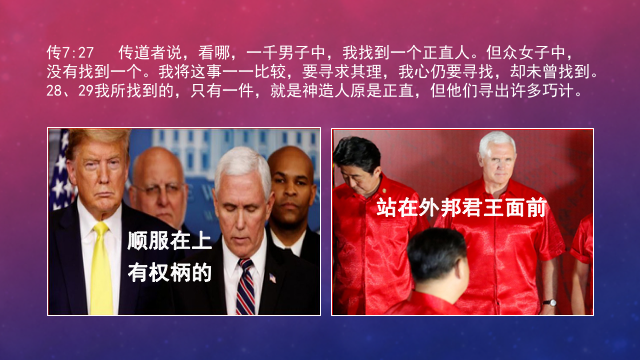 传7:27 传道者说，看哪，一千男子中，我找到一个正直人。但众女子中，
没有找到一个。我将这事一一比较，要寻求其理，我心仍要寻找，却未曾找到。
28、29我所找到的，只有一件，就是神造人原是正直，但他们寻出许多巧计。
顺服在上
有权柄的
站在外邦君王面前